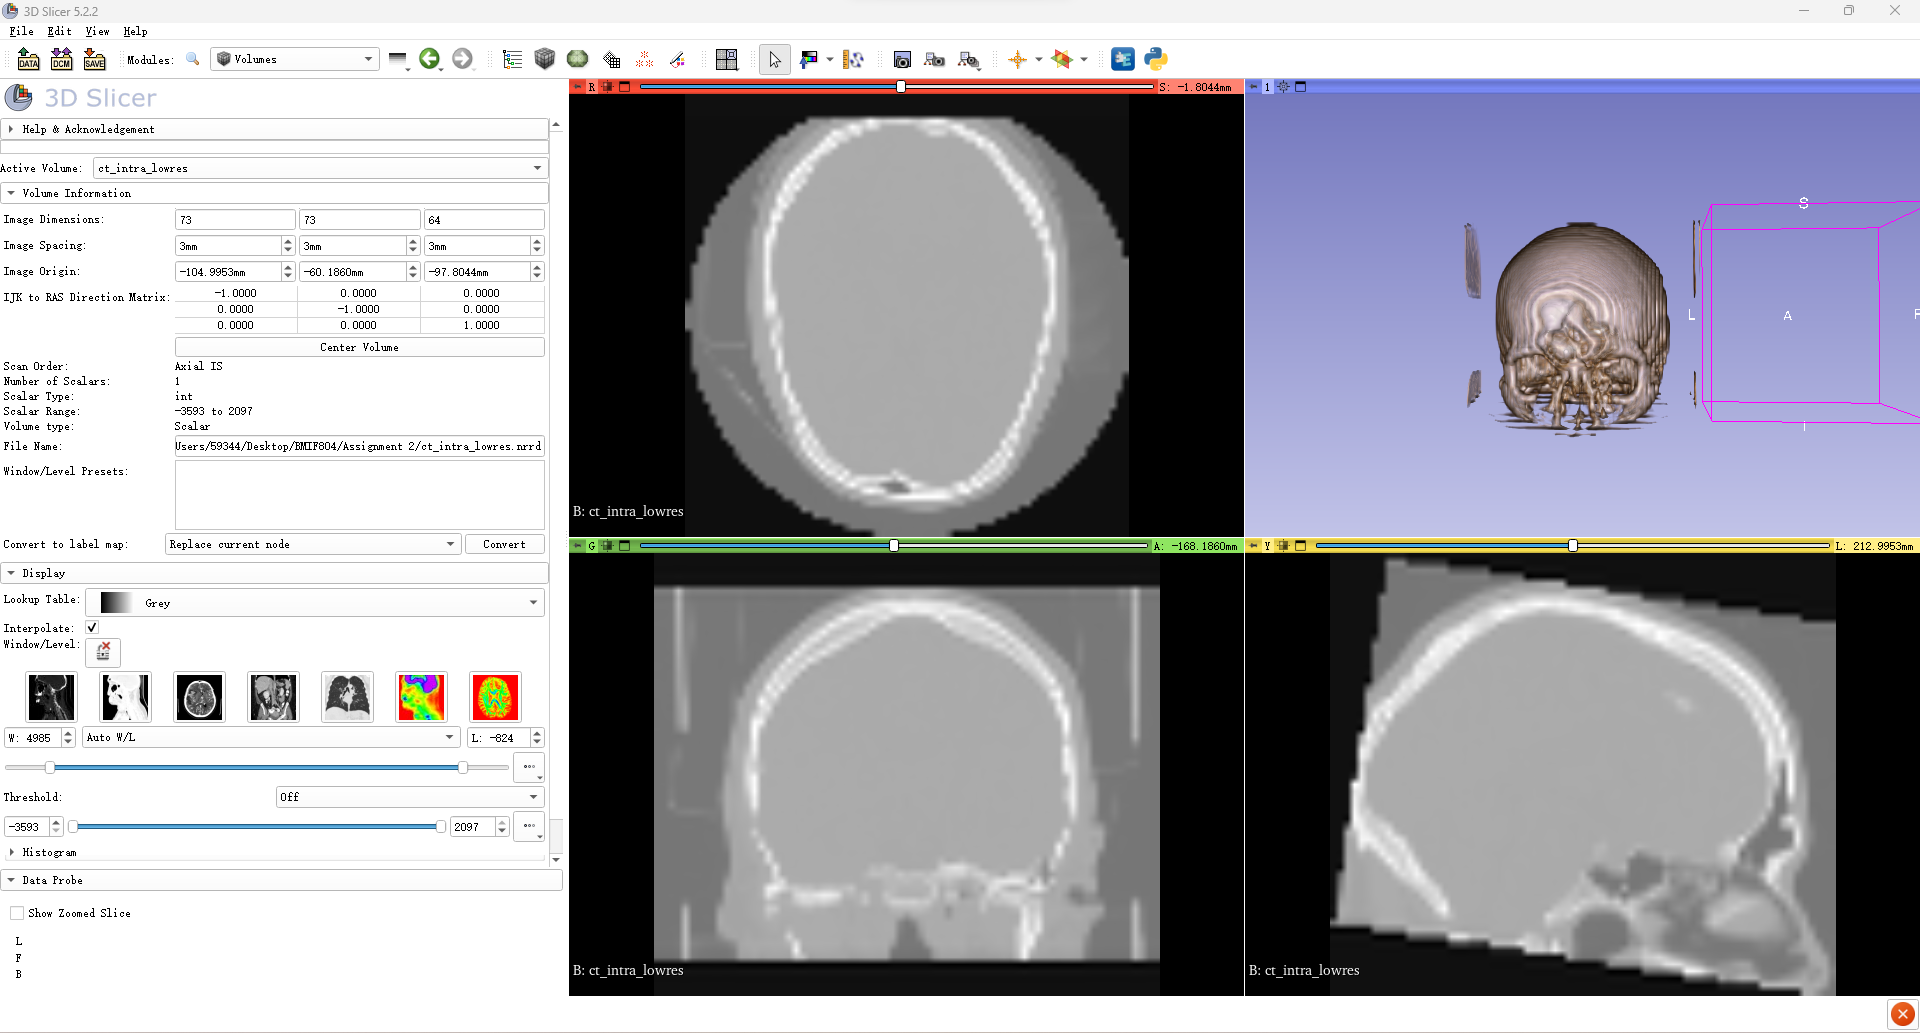 3D Slicer 5.2.2
File Edit View Help
DATA DCM SAVE Modules: Volumes
3D Slicer
Help & Acknowledgement
Active Volume: ct_intra_lowres
Volume Information
Image Dimensions: 73 73 64
Image Spacing: 3mm 3mm 3mm
Image Origin: -104.9953mm -60.1860mm -97.8044mm
IJK to RAS Direction Matrix: -1.0000 0.0000 0.0000
0.0000 -1.0000 0.0000
0.0000 0.0000 1.0000
Center Volume
Scan Order: Axial IS
Number of Scalars: 1
Scalar Type: int
Scalar Range: -3593 to 2097
Volume type: Scalar
File Name: Users/59344/Desktop/BMIF804/Assignment 2/ct_intra_lowres.nrrd
Window/Level Presets:
Convert to label map: Replace current node Convert
Display
Lookup Table: Grey
Interpolate:
Window/Level:
W: 4985 Auto W/L L: -824
Threshold: Off
-3593 2097
Histogram
Data Probe
Show Zoomed Slice
L
F
B
R S: -1.8044mm
B: ct_intra_lowres
1
S
L A P
I
G A: -168.1860mm
B: ct_intra_lowres
Y L: 212.9953mm
B: ct_intra_lowres